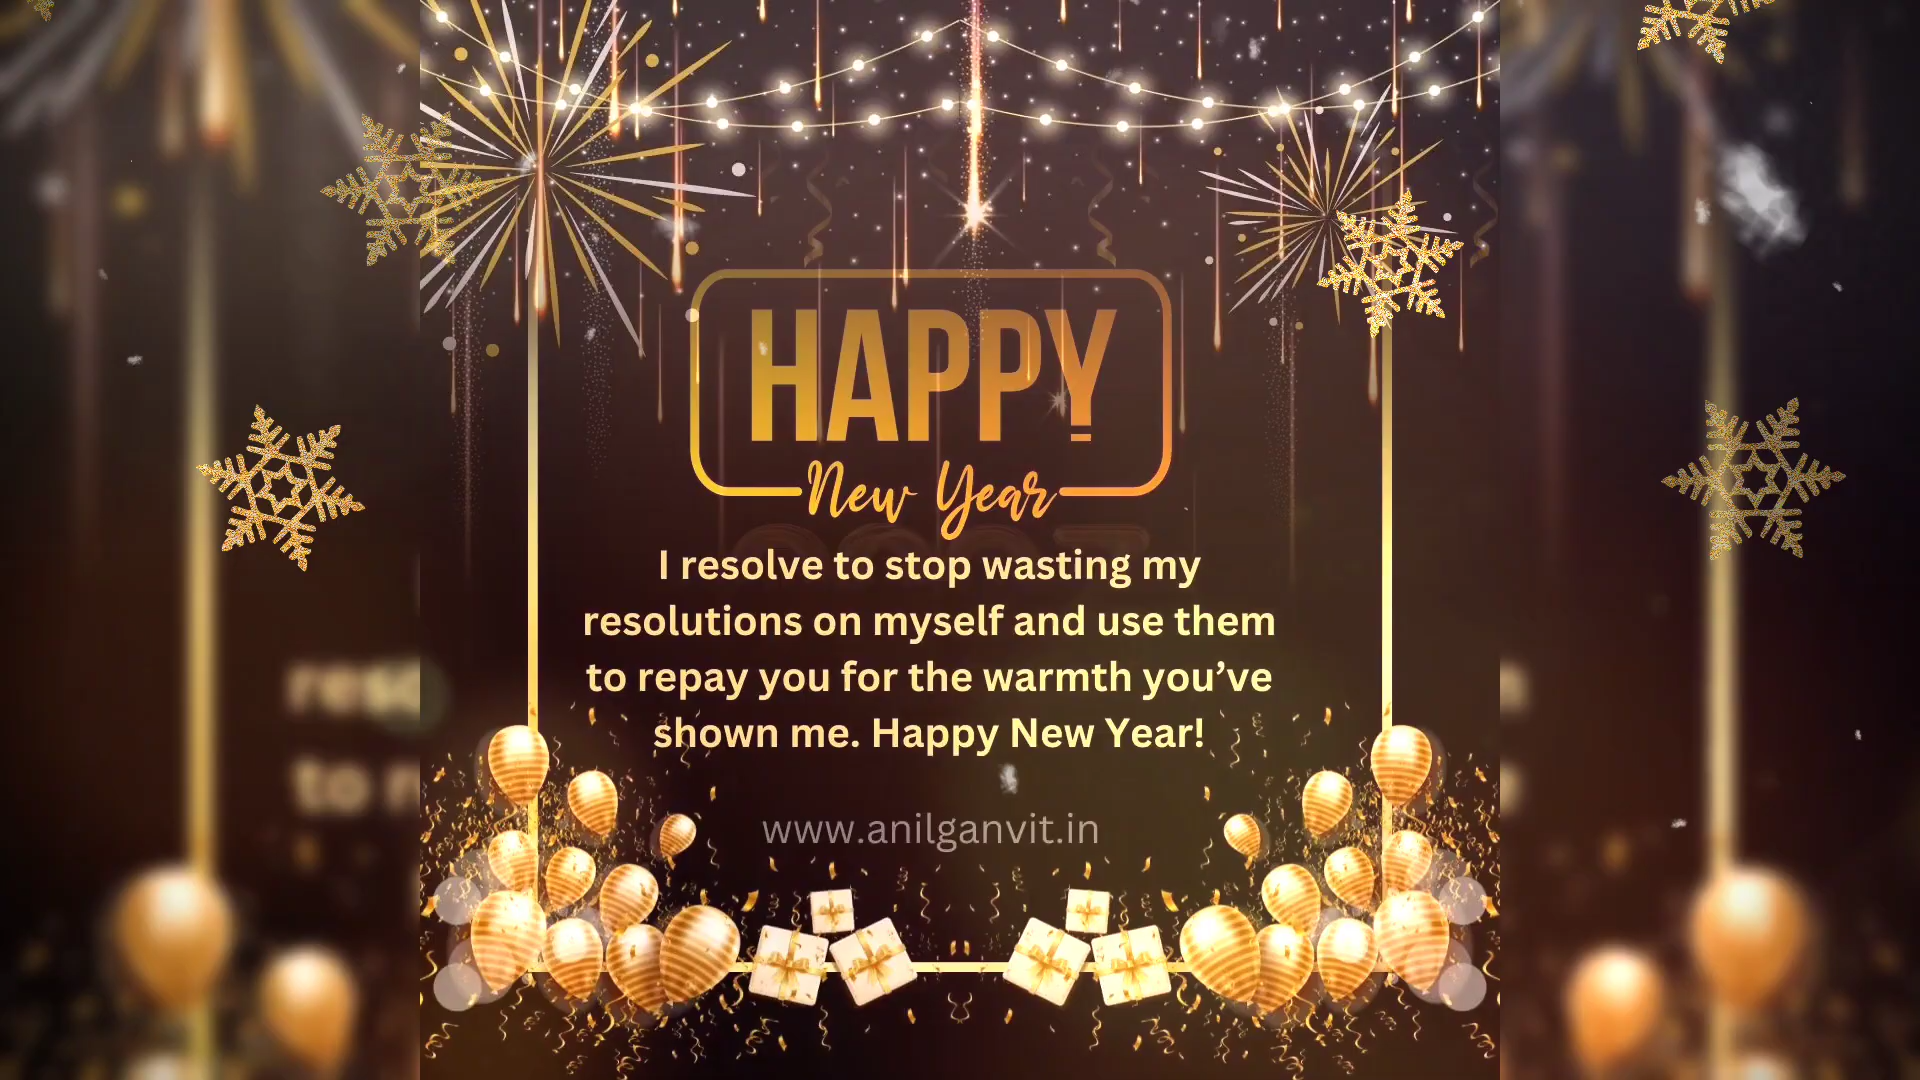 HAPPY
New Year
I resolve to stop wasting my
resolutions on myself and use them
to repay you for the warmth you’ve
shown me. Happy New Year!
www.anilganvit.in